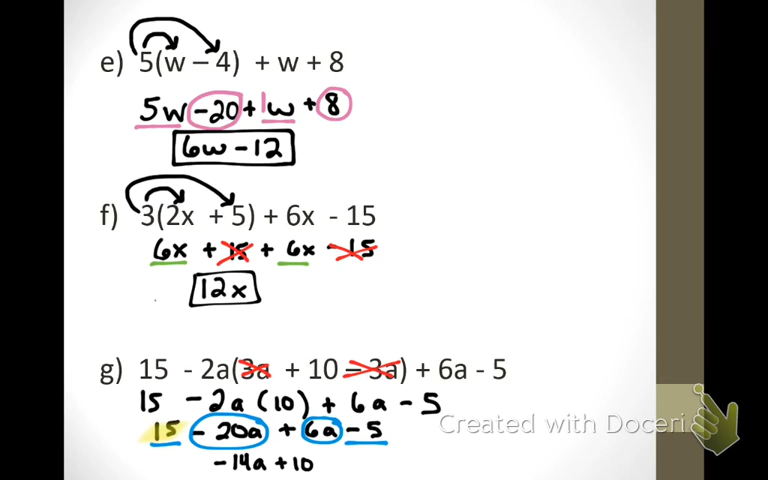 e) 5(w – 4) + w + 8
5w -20 + 1w + 8
6w - 12
f) 3(2x + 5) + 6x - 15
6x + 15 + 6x - 15
12x
g) 15 - 2a(3a + 10 – 3a) + 6a - 5
15 - 2a (10) + 6a - 5
15 - 20a + 6a - 5
-14a + 10
Created with Doceri